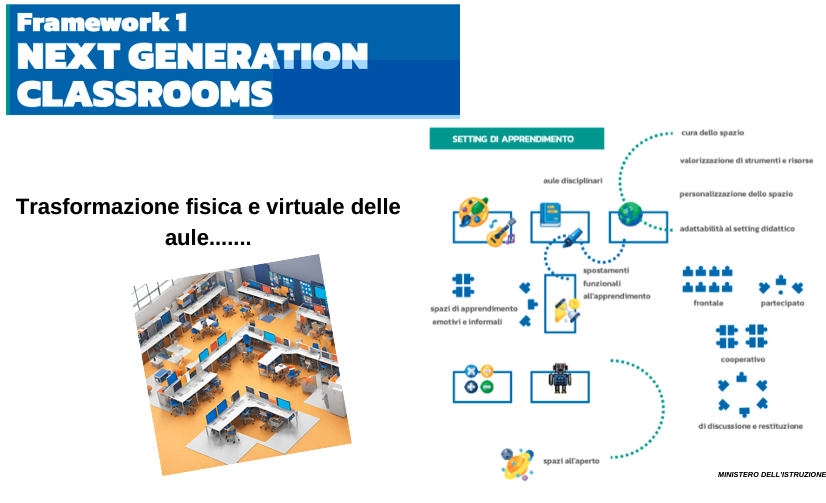 Framework 1
NEXT GENERATION
CLASSROOMS
Trasformazione fisica e virtuale delle
aule.......
SETTING DI APPRENDIMENTO
cura dello spazio
valorizzazione di strumenti e risorse
personalizzazione dello spazio
adattabilità al setting didattico
aule disciplinari
spostamenti
funzionali
all'apprendimento
spazi di apprendimento
emotivi e informali
frontale
partecipato
cooperativo
di discussione e restituzione
spazi all'aperto
MINISTERO DELL'ISTRUZIONE